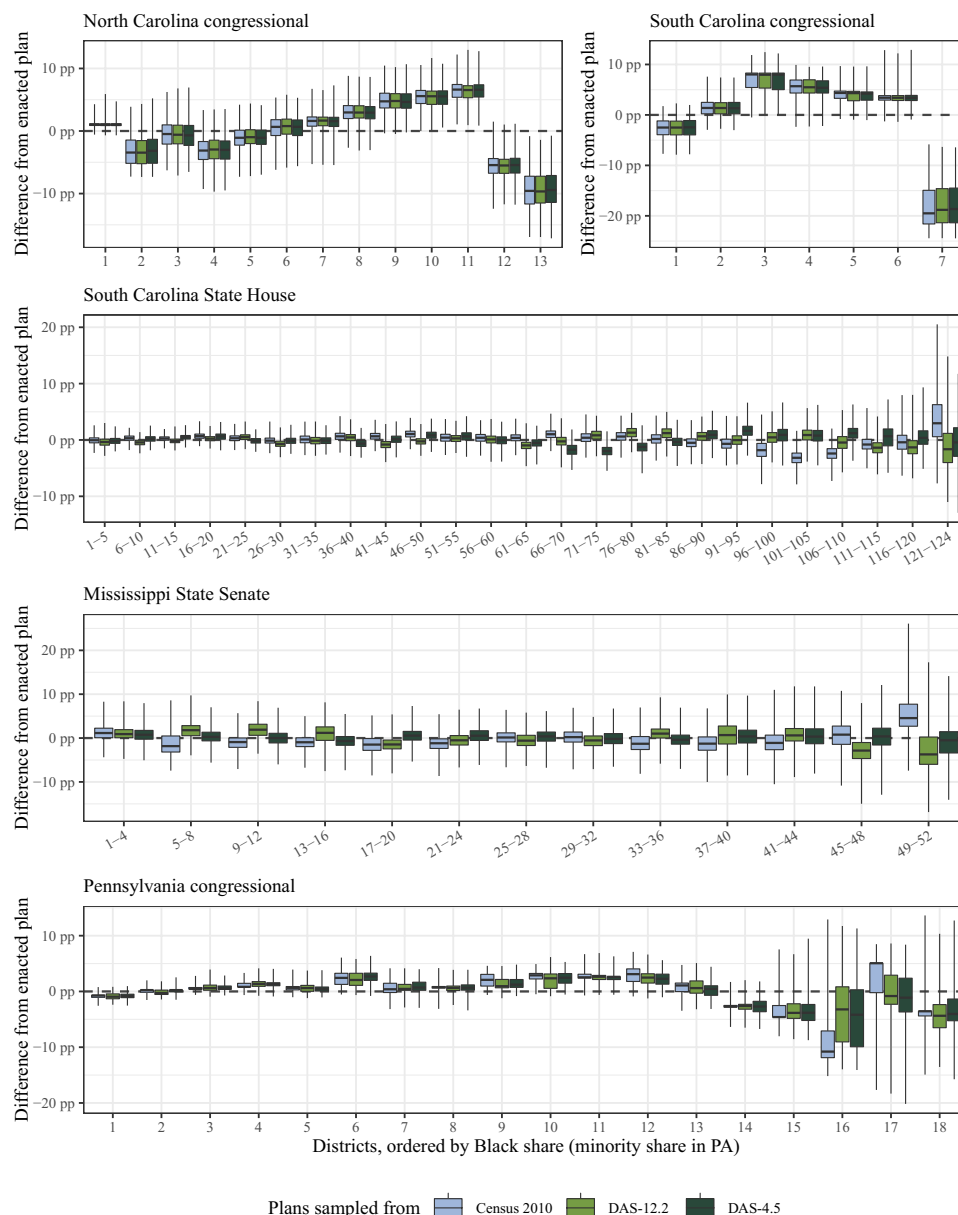 North Carolina congressional
South Carolina congressional
Difference from enacted plan
10 pp
0 pp
−10 pp
1 2 3 4 5 6 7 8 9 10 11 12 13
Difference from enacted plan
10 pp
0 pp
−10 pp
−20 pp
1 2 3 4 5 6 7
South Carolina State House
Difference from enacted plan
20 pp
10 pp
0 pp
−10 pp
1−5 6−10 11−15 16−20 21−25 26−30 31−35 36−40 41−45 46−50 51−55 56−60 61−65 66−70 71−75 76−80 81−85 86−90 91−95 96−100 101−105 106−110 111−115 116−120 121−124
Mississippi State Senate
Difference from enacted plan
20 pp
10 pp
0 pp
−10 pp
1−4 5−8 9−12 13−16 17−20 21−24 25−28 29−32 33−36 37−40 41−44 45−48 49−52
Pennsylvania congressional
Difference from enacted plan
10 pp
0 pp
−10 pp
−20 pp
1 2 3 4 5 6 7 8 9 10 11 12 13 14 15 16 17 18
Districts, ordered by Black share (minority share in PA)
Plans sampled from Census 2010 DAS-12.2 DAS-4.5